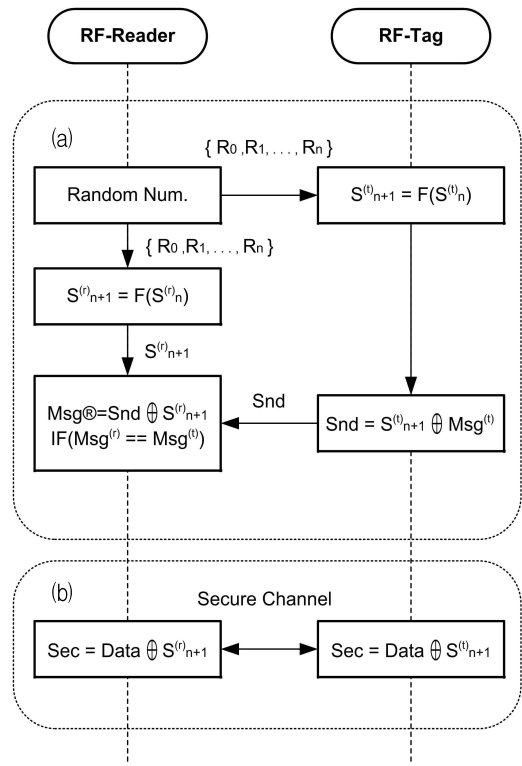 RF-Reader
RF-Tag
(a)
{ R0 ,R1, . . . , Rn }
Random Num.
S(t)n+1 = F(S(t)n)
{ R0 ,R1, . . . , Rn }
S(r)n+1 = F(S(r)n)
S(r)n+1
Msg®=Snd ⊕ S(r)n+1
IF(Msg(r) == Msg(t))
Snd
Snd = S(t)n+1 ⊕ Msg(t)
(b)
Secure Channel
Sec = Data ⊕ S(r)n+1
Sec = Data ⊕ S(t)n+1